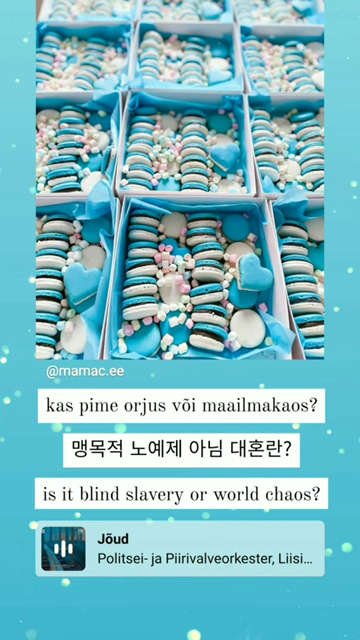 @mamac.ee
kas pime orjus või maailmakaos?
맹목적 노예제 아님 대혼란?
is it blind slavery or world chaos?
Jõud
Politsei- ja Piirivalveorkester, Liisi...